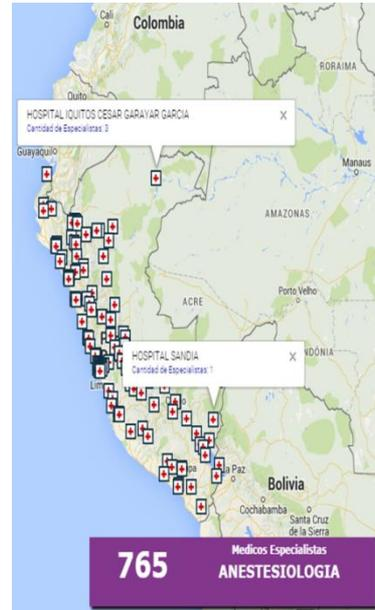 Cali
Colombia
RORAIMA
Quito
HOSPITAL IQUITOS CESAR GARAYAR GARCIA
Cantidad de Especialistas: 3
Guayaquil
Manaus
AMAZONAS
Porto Velho
ACRE
HOSPITAL SANDIA
Cantidad de Especialistas: 1
NDÔNIA
Lim
La Paz
Bolivia
Cochabamba
Santa Cruz
de la Sierra
765
Medicos Especialistas
ANESTESIOLOGIA